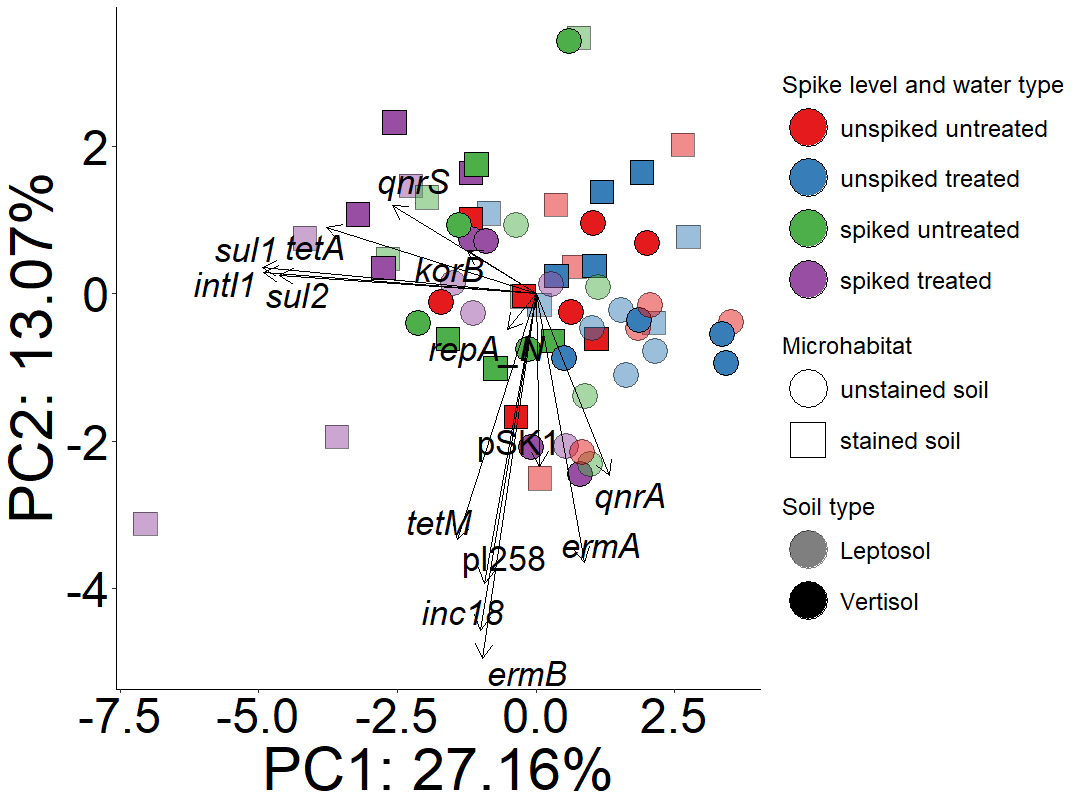 PC2: 13.07%
2
0
-2
-4
-7.5
-5.0
-2.5
0.0
2.5
PC1: 27.16%
qnrS
sul1 tetA
korB
intI1
sul2
repA_N
pSK1
qnrA
tetM
ermA
pI258
inc18
ermB
Spike level and water type
unspiked untreated
unspiked treated
spiked untreated
spiked treated
Microhabitat
unstained soil
stained soil
Soil type
Leptosol
Vertisol